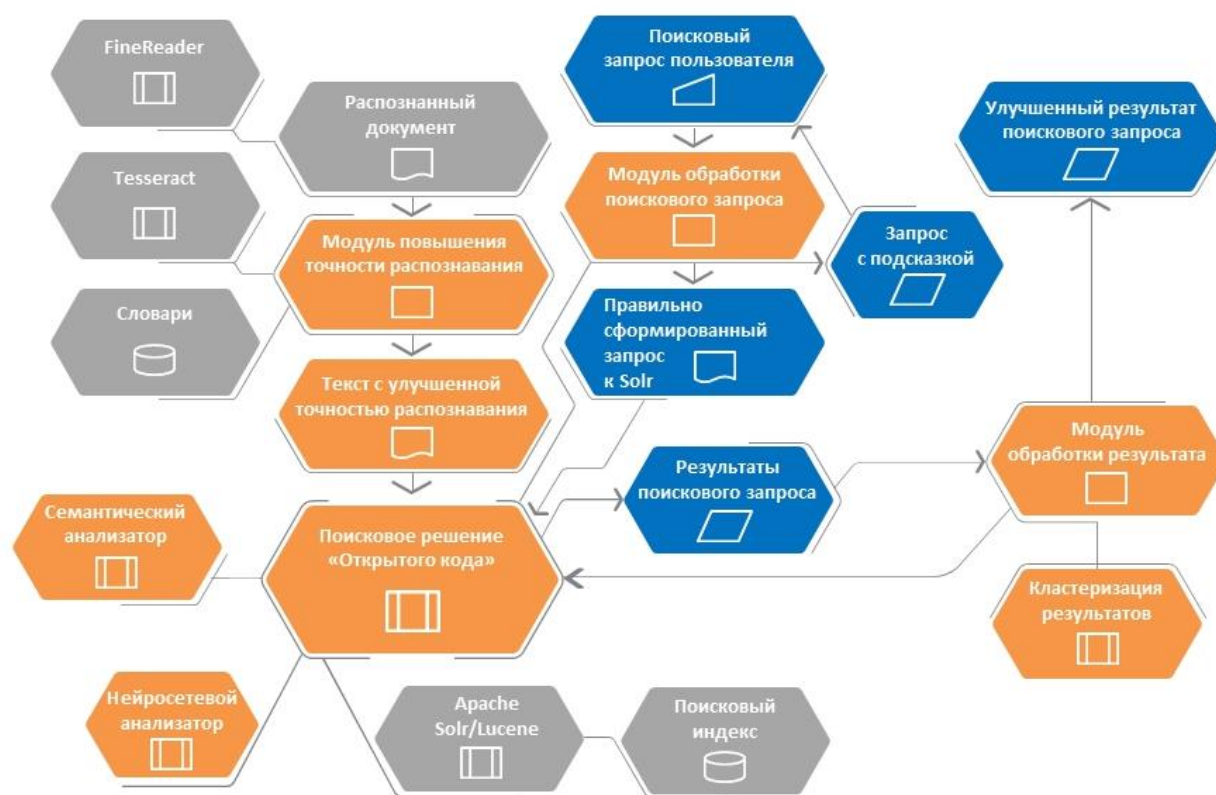 FineReader
Распознанный
документ
Tesseract
Модуль повышения
точности распознавания
Словари
Текст с улучшенной
точностью распознавания
Поисковый
запрос пользователя
Модуль обработки
поискового запроса
Запрос
с подсказкой
Правильно
сформированный
запрос
к Solr
Улучшенный результат
поискового запроса
Результаты
поискового запроса
Модуль
обработки результата
Кластеризация
результатов
Семантический
анализатор
Поисковое решение
«Открытого кода»
Нейросетевой
анализатор
Apache
Solr/Lucene
Поисковый
индекс